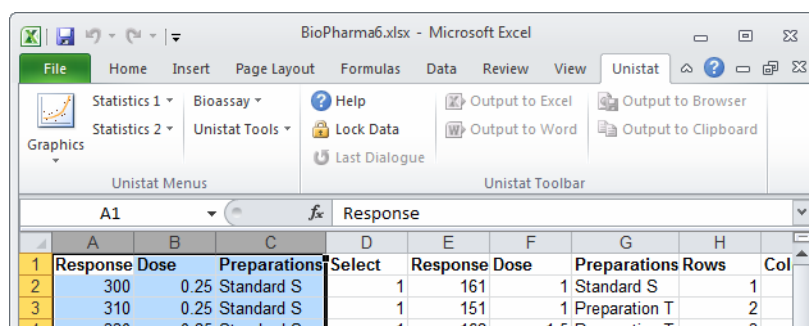 BioPharma6.xlsx - Microsoft Excel
File Home Insert Page Layout Formulas Data Review View Unistat
Graphics
Statistics 1 Bioassay
Statistics 2 Unistat Tools
Unistat Menus
Help Output to Excel Output to Browser
Lock Data Output to Word Output to Clipboard
Last Dialogue
Unistat Toolbar
A1 fx Response
A B C D E F G H
1 Response Dose Preparations Select Response Dose Preparations Rows Col
2 300 0.25 Standard S 1 161 1 Standard S 1
3 310 0.25 Standard S 1 151 1 Preparation T 2